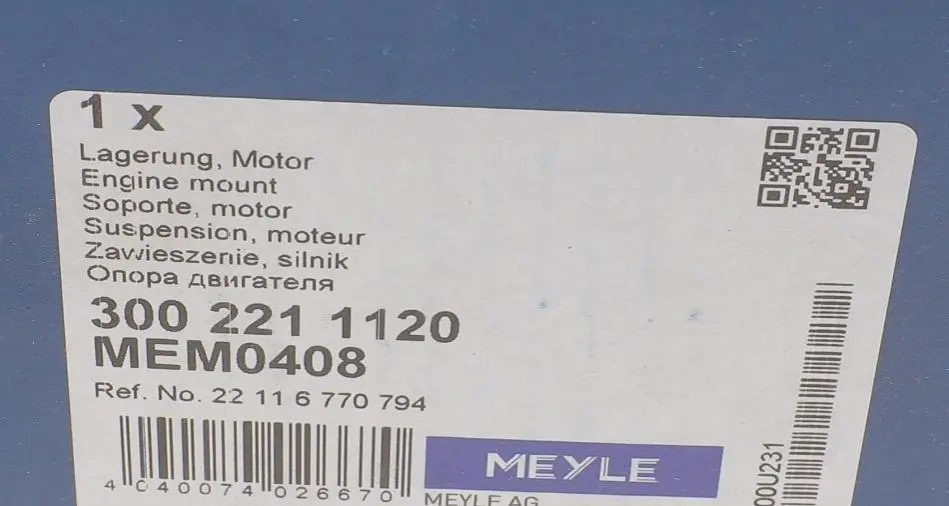 1 x
Lagerung, Motor
Engine mount
Soporte, motor
Suspension, moteur
Zawieszenie, silnik
Опора двигателя
300 221 1120
MEM0408
Ref. No. 22 11 6 770 794
4 040074 026670
MEYLE
MEYLE AG
00U231